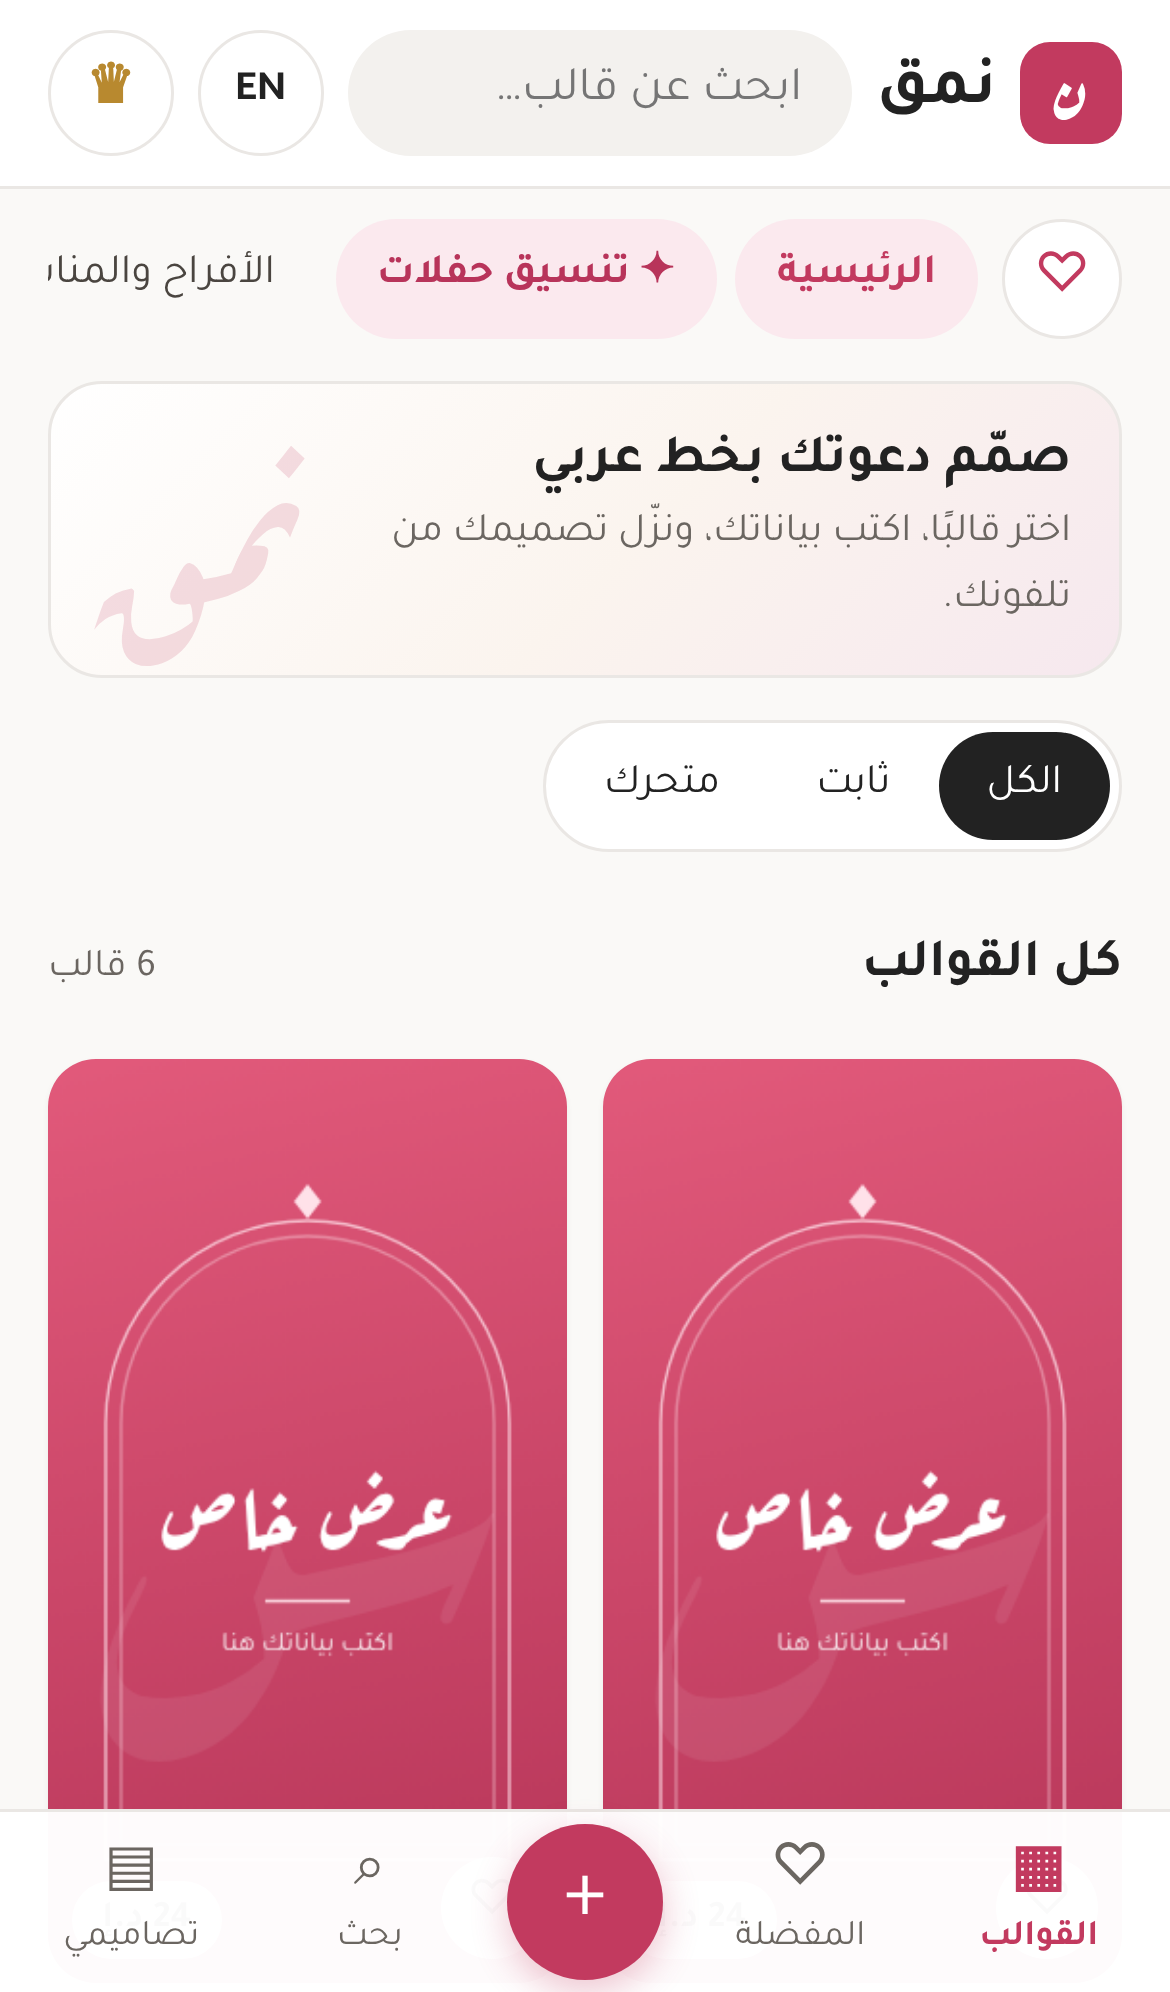 ن
نمق
ابحث عن قالب...
EN
الرئيسية
تنسيق حفلات
الأفراح والمنا
صمّم دعوتك بخط عربي
اختر قالبًا، اكتب بياناتك، ونزّل تصميمك من
تلفونك.
نمق
الكل
ثابت
متحرك
كل القوالب
6 قالب
عرض خاص
اكتب بياناتك هنا
عرض خاص
اكتب بياناتك هنا
24
24
القوالب
المفضلة
+
بحث
تصاميمي